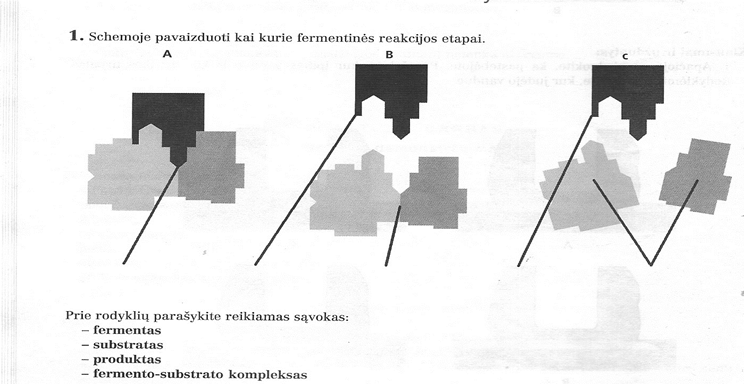 1. Schemoje pavaizduoti kai kurie fermentinės reakcijos etapai.
A B C
Prie rodyklių parašykite reikiamas sąvokas:
– fermentas
– substratas
– produktas
– fermento-substrato kompleksas